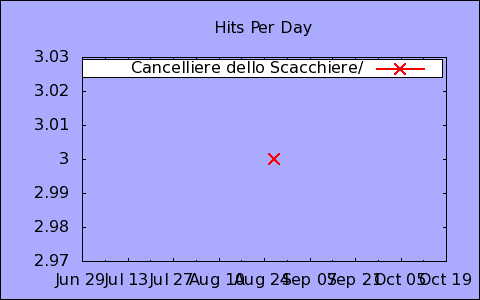 Hits Per Day
3.03
Cancelliere dello Scacchiere/
3.02
3.01
3
2.99
2.98
2.97
Jun 29 Jul 13 Jul 27 Aug 10 Aug 24 Sep 07 Sep 21 Oct 05 Oct 19